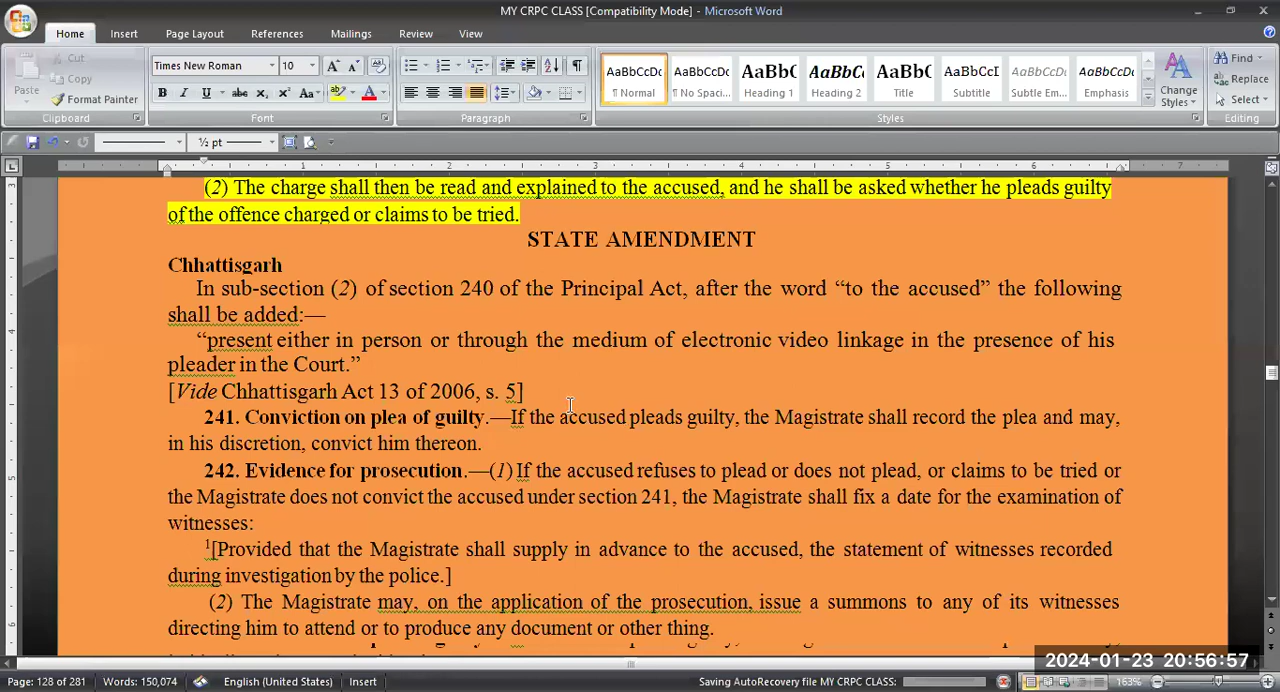 MY CRPC CLASS [Compatibility Mode] - Microsoft Word
Home Insert Page Layout References Mailings Review View
Paste
Cut
Copy
Format Painter
Clipboard
Times New Roman 10
B I U abc X₂ X² Aa A
Font
Paragraph
AaBbCcDc AaBbCcDc AaBbC AaBbCc AaBbC AaBbCcI AaBbCcDc AaBbCcDc
¶ Normal ¶ No Spaci... Heading 1 Heading 2 Title Subtitle Subtle Em... Emphasis
Styles
Change Styles
Find
Replace
Select
Editing
½ pt
1 2 3 4 5 6 7
(2) The charge shall then be read and explained to the accused, and he shall be asked whether he pleads guilty
of the offence charged or claims to be tried.
STATE AMENDMENT
Chhattisgarh
In sub-section (2) of section 240 of the Principal Act, after the word “to the accused” the following
shall be added:—
“present either in person or through the medium of electronic video linkage in the presence of his
pleader in the Court.”
[Vide Chhattisgarh Act 13 of 2006, s. 5]
241. Conviction on plea of guilty.—If the accused pleads guilty, the Magistrate shall record the plea and may,
in his discretion, convict him thereon.
242. Evidence for prosecution.—(1) If the accused refuses to plead or does not plead, or claims to be tried or
the Magistrate does not convict the accused under section 241, the Magistrate shall fix a date for the examination of
witnesses:
¹[Provided that the Magistrate shall supply in advance to the accused, the statement of witnesses recorded
during investigation by the police.]
(2) The Magistrate may, on the application of the prosecution, issue a summons to any of its witnesses
directing him to attend or to produce any document or other thing.
2024-01-23 20:56:57
Page: 128 of 281 Words: 150,074 English (United States) Insert Saving AutoRecovery file MY CRPC CLASS: 163%